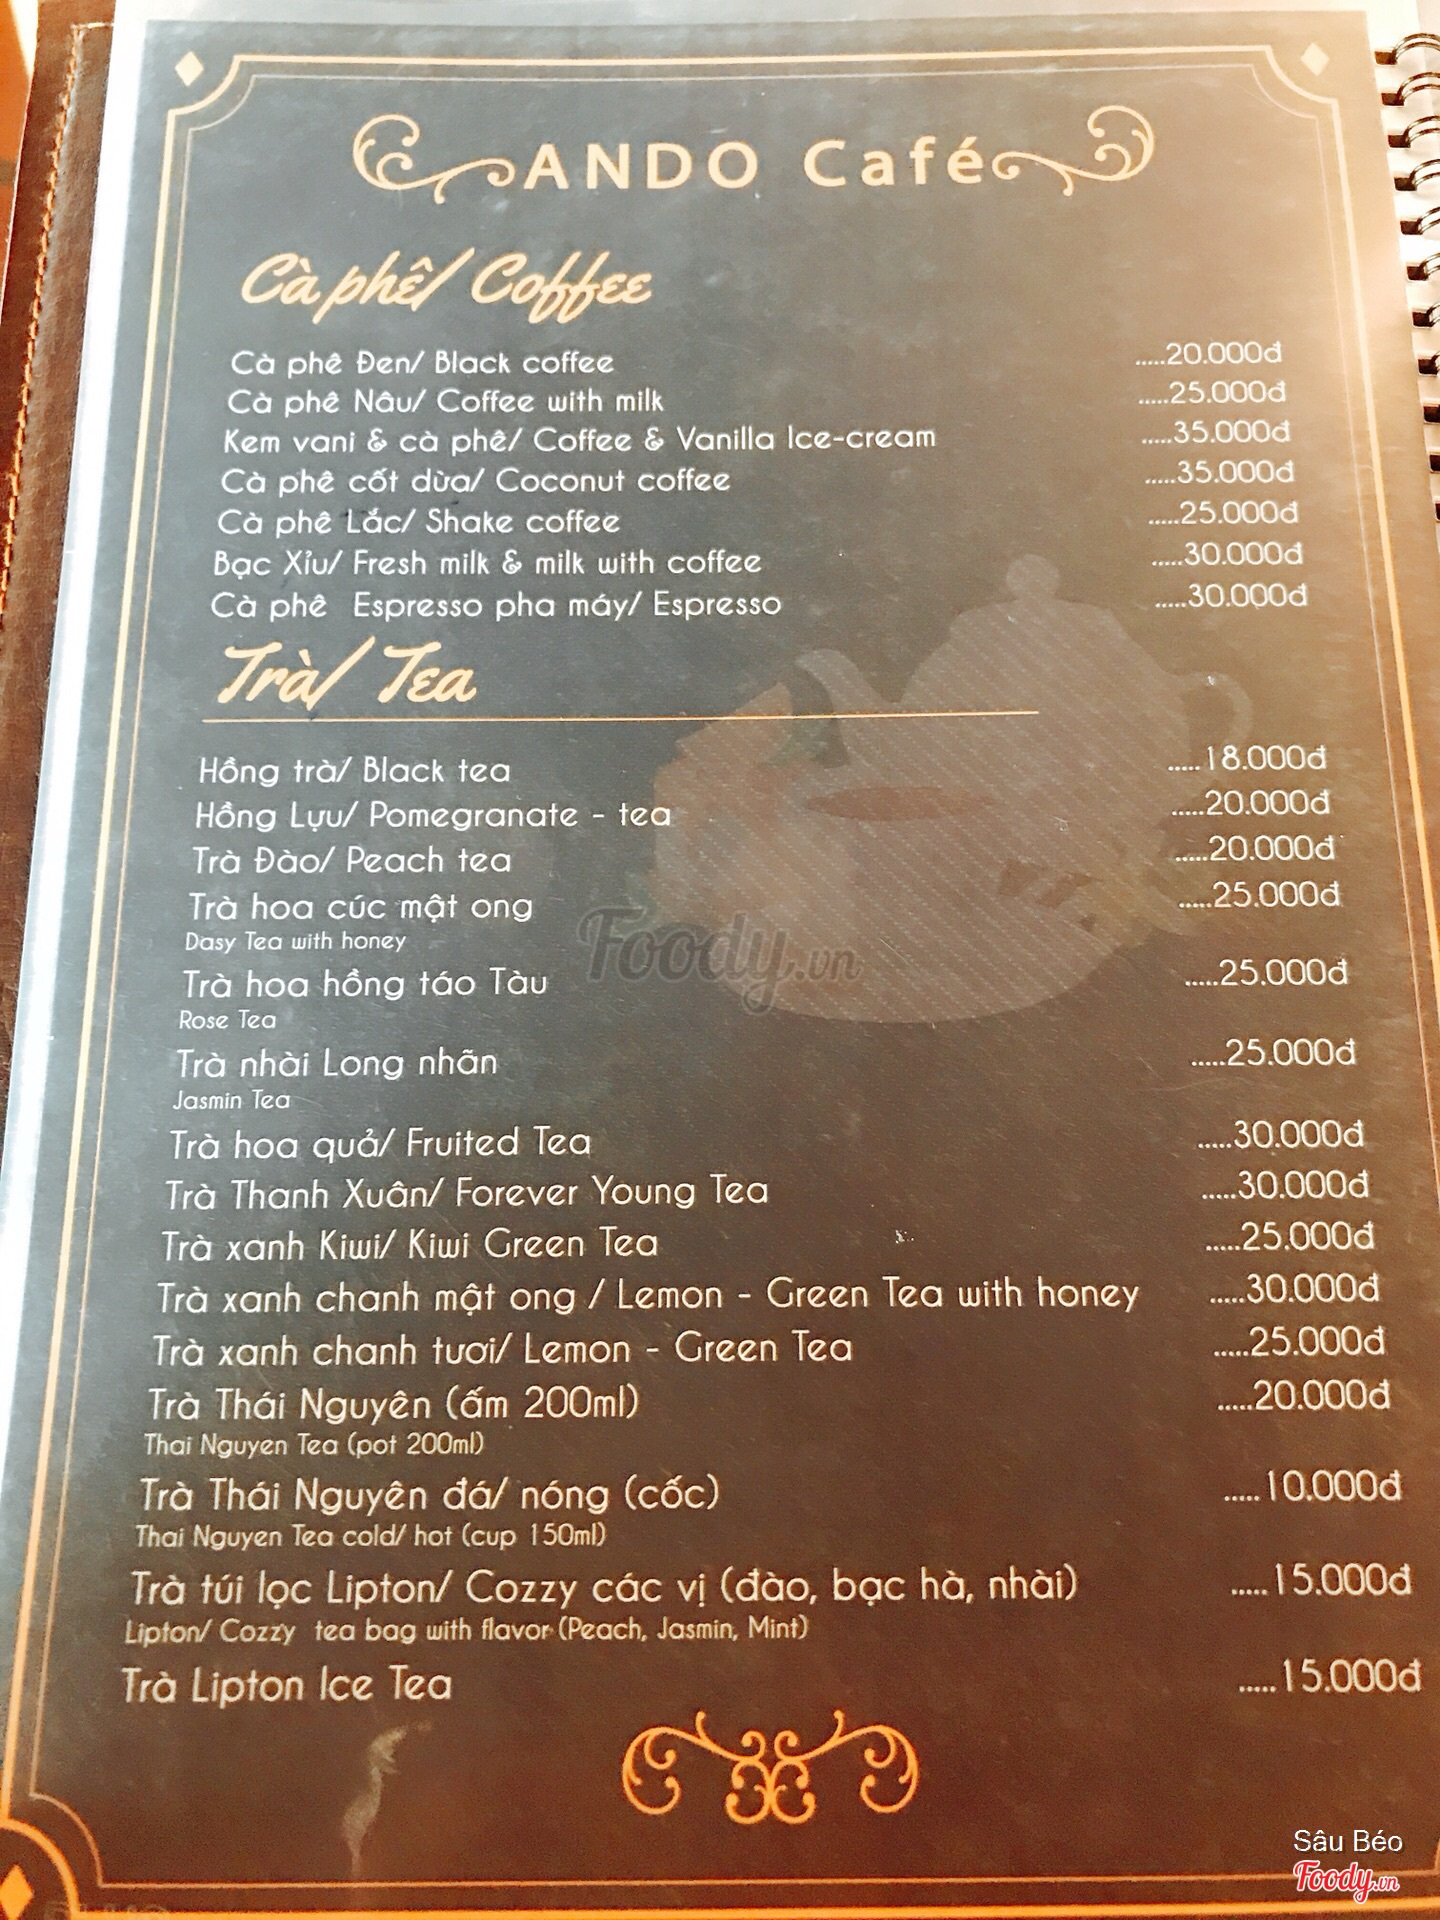 ANDO Café
Cà phê/ Coffee
Cà phê Đen/ Black coffee .....20.000đ
Cà phê Nâu/ Coffee with milk .....25.000đ
Kem vani & cà phê/ Coffee & Vanilla Ice-cream .....35.000đ
Cà phê cốt dừa/ Coconut coffee .....35.000đ
Cà phê Lắc/ Shake coffee .....25.000đ
Bạc Xỉu/ Fresh milk & milk with coffee .....30.000đ
Cà phê Espresso pha máy/ Espresso .....30.000đ
Trà/ Tea
Hồng trà/ Black tea .....18.000đ
Hồng Lựu/ Pomegranate - tea .....20.000đ
Trà Đào/ Peach tea .....20.000đ
Trà hoa cúc mật ong .....25.000đ
Dasy Tea with honey
Foody.vn
Trà hoa hồng táo Tàu .....25.000đ
Rose Tea
Trà nhài Long nhãn .....25.000đ
Jasmin Tea
Trà hoa quả/ Fruited Tea .....30.000đ
Trà Thanh Xuân/ Forever Young Tea .....30.000đ
Trà xanh Kiwi/ Kiwi Green Tea .....25.000đ
Trà xanh chanh mật ong / Lemon - Green Tea with honey .....30.000đ
Trà xanh chanh tươi/ Lemon - Green Tea .....25.000đ
Trà Thái Nguyên (ấm 200ml) .....20.000đ
Thai Nguyen Tea (pot 200ml)
Trà Thái Nguyên đá/ nóng (cốc) .....10.000đ
Thai Nguyen Tea cold/ hot (cup 150ml)
Trà túi lọc Lipton/ Cozzy các vị (đào, bạc hà, nhài) .....15.000đ
Lipton/ Cozzy tea bag with flavor (Peach, Jasmin, Mint)
Trà Lipton Ice Tea .....15.000đ
Sâu Béo
Foody.vn